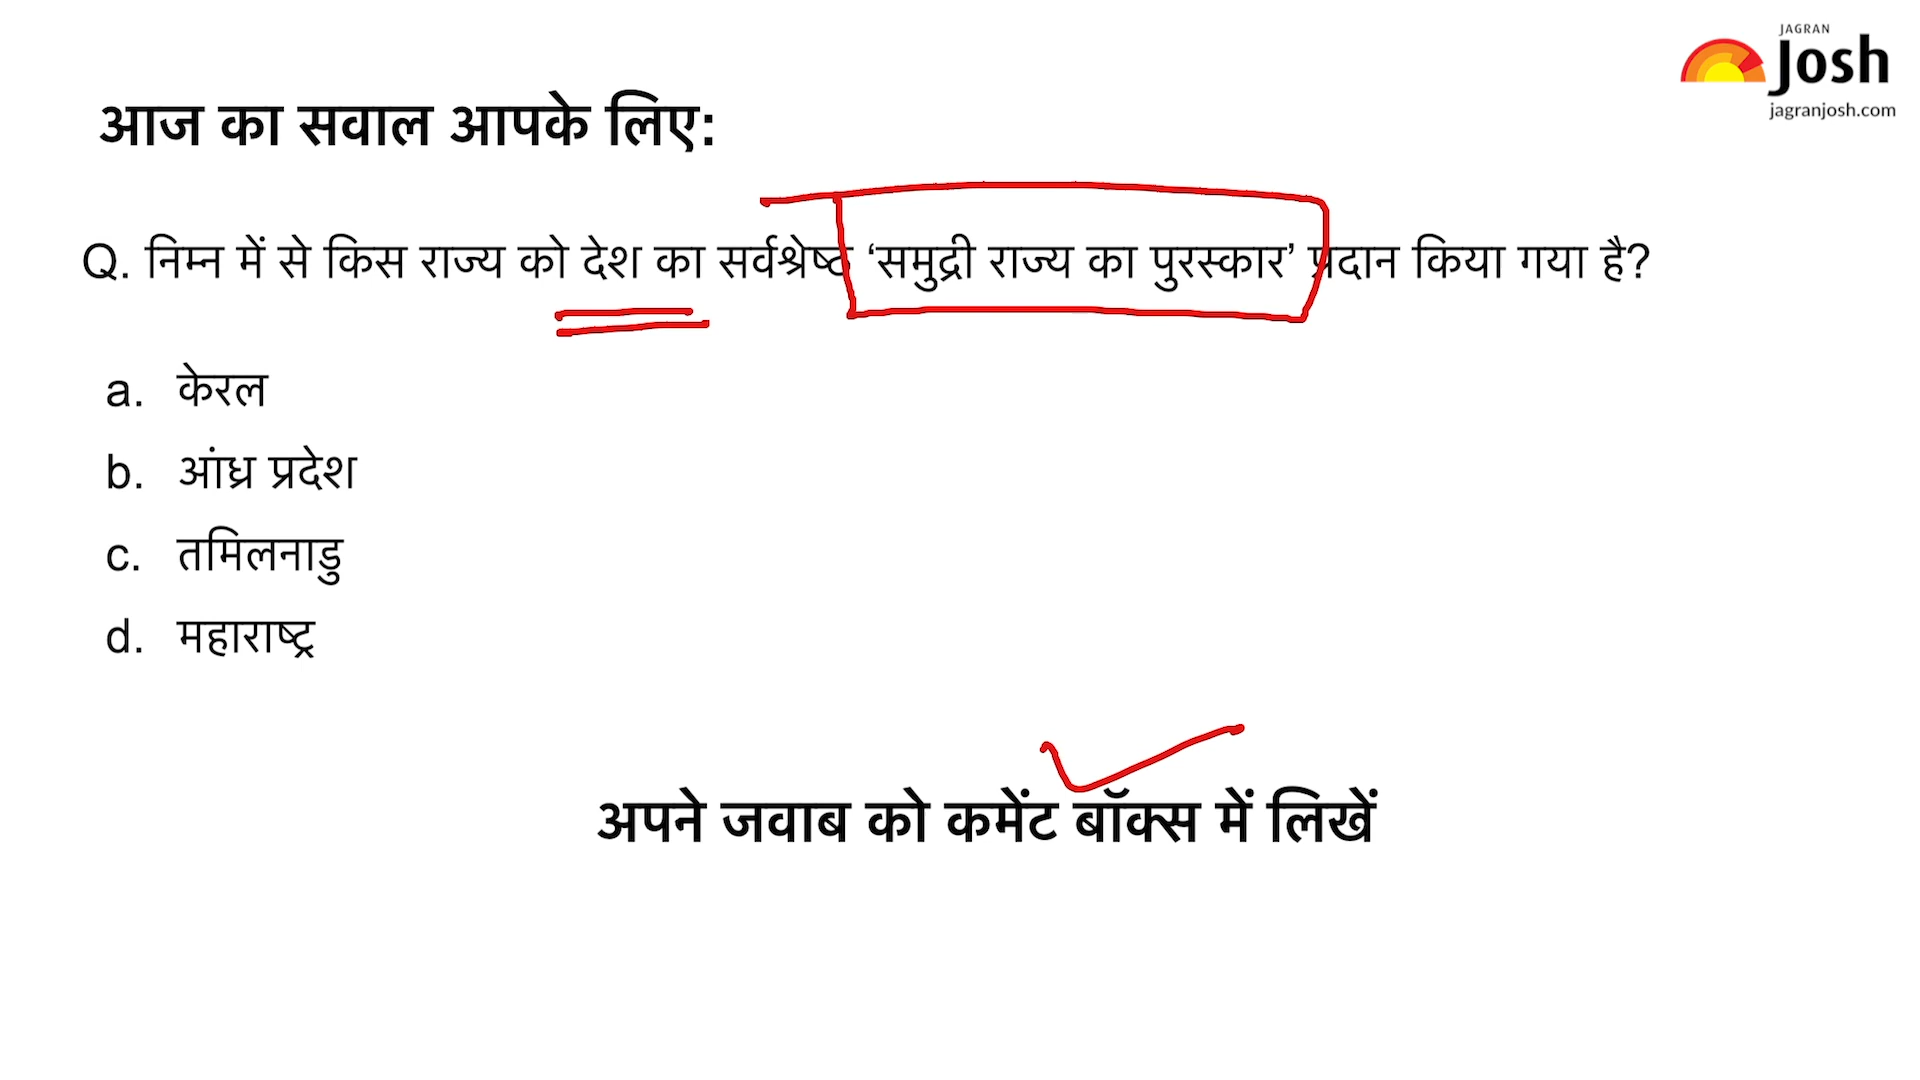 JAGRAN
Josh
jagranjosh.com
आज का सवाल आपके लिए:
Q. निम्न में से किस राज्य को देश का सर्वश्रेष्ठ ‘समुद्री राज्य का पुरस्कार’ प्रदान किया गया है?
a. केरल
b. आंध्र प्रदेश
c. तमिलनाडु
d. महाराष्ट्र
अपने जवाब को कमेंट बॉक्स में लिखें